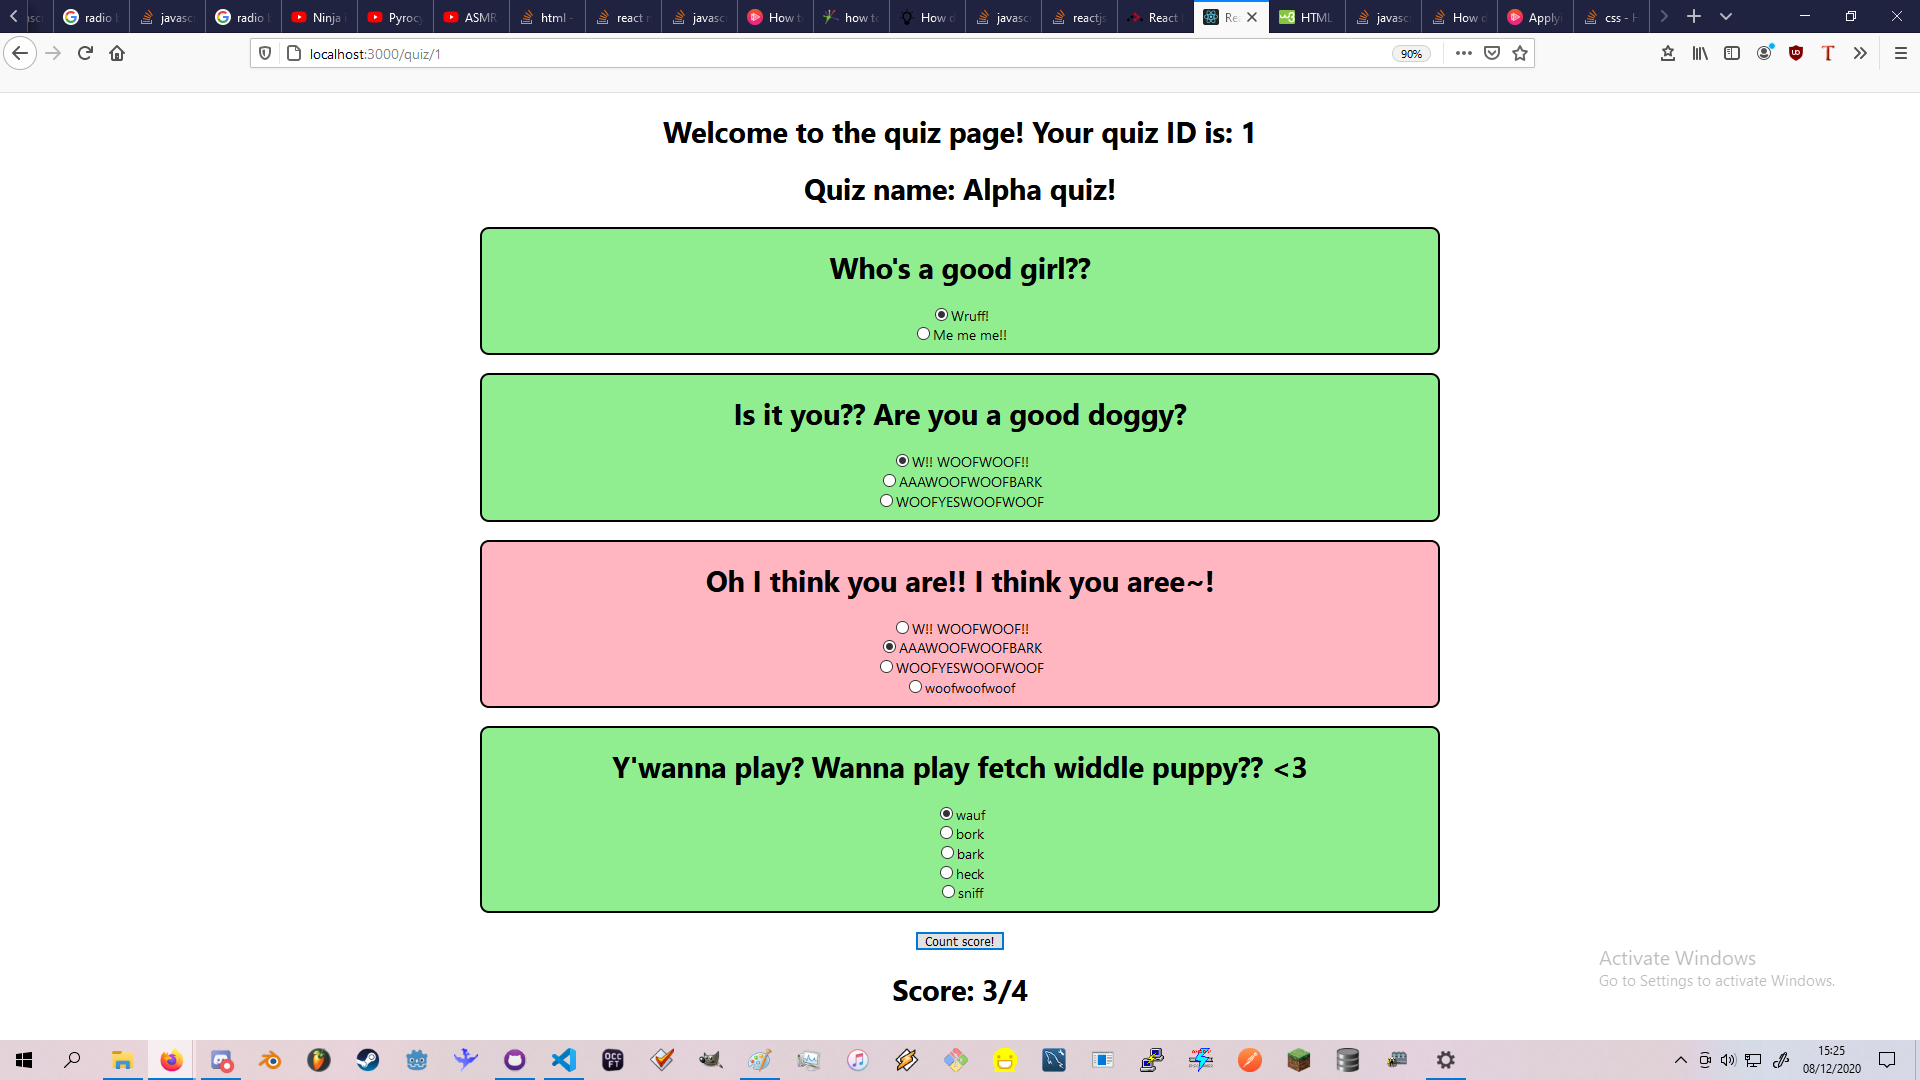 radio
javasc
radio
Ninja
Pyrocy
ASMR
html -
react r
javasc
How t
how to
How d
javasc
reactjs
React
Re
HTML
javasc
How d
Applyi
css - H
localhost:3000/quiz/1
90%
Welcome to the quiz page! Your quiz ID is: 1
Quiz name: Alpha quiz!
Who's a good girl??
Wruff!
Me me me!!
Is it you?? Are you a good doggy?
W!! WOOFWOOF!!
AAAWOOFWOOFBARK
WOOFYESWOOFWOOF
Oh I think you are!! I think you aree~!
W!! WOOFWOOF!!
AAAWOOFWOOFBARK
WOOFYESWOOFWOOF
woofwoofwoof
Y'wanna play? Wanna play fetch widdle puppy?? <3
wauf
bork
bark
heck
sniff
Count score!
Score: 3/4
Activate Windows
Go to Settings to activate Windows.
15:25
08/12/2020